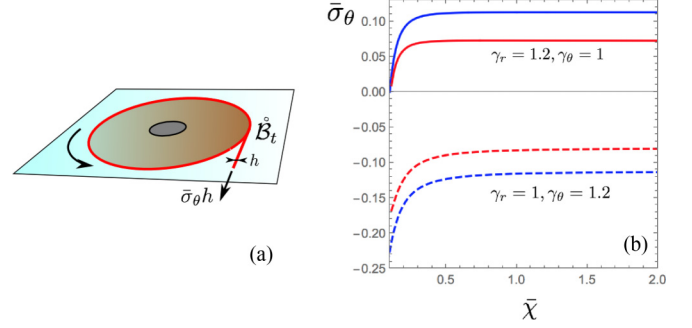 B̊_t
h
σ̄_θ h
(a)
σ̄_θ
0.10
0.05
0.00
−0.05
−0.10
−0.15
−0.20
−0.25
γ_r = 1.2, γ_θ = 1
γ_r = 1, γ_θ = 1.2
(b)
0.5 1.0 1.5 2.0
χ̄